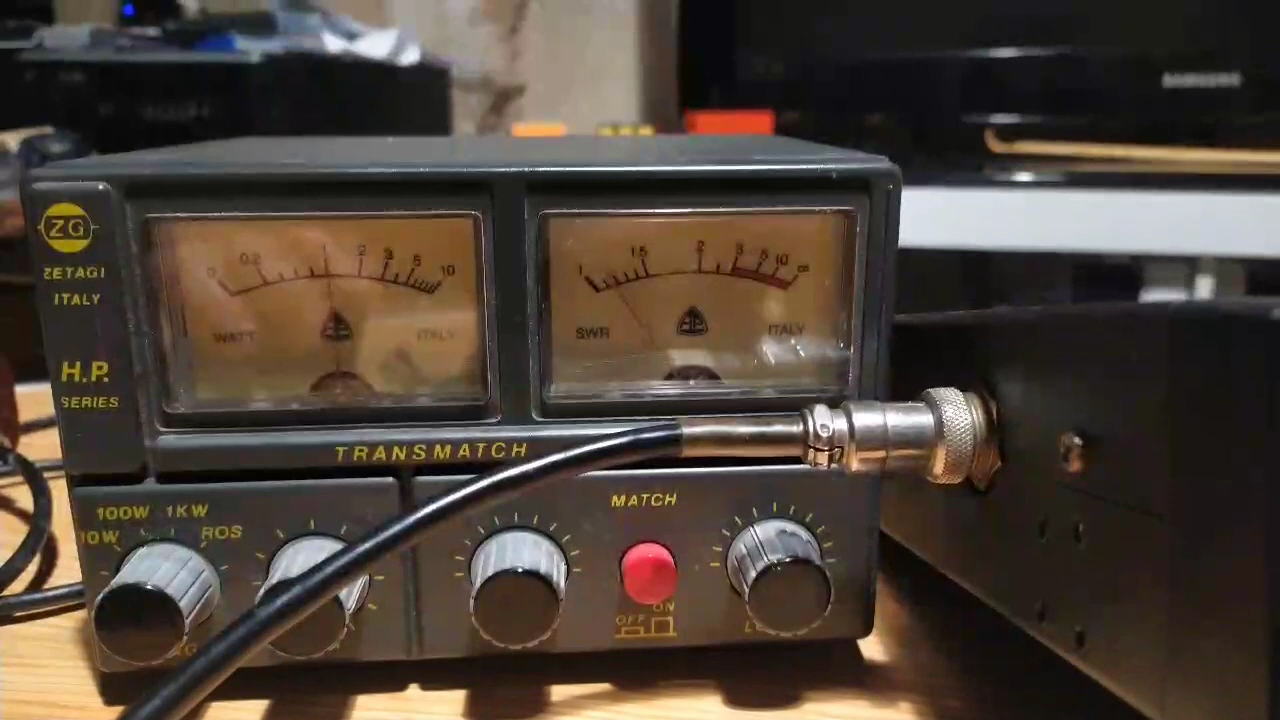 SAMSUNG
ZG
ZETAGI
ITALY
H.P.
SERIES
0 0.2 1 2 3 5 10
WATT ITALY
1 1.5 2 3 5 10 ∞
SWR ITALY
TRANSMATCH
100W 1KW
10W ROS
MATCH
ON
OFF